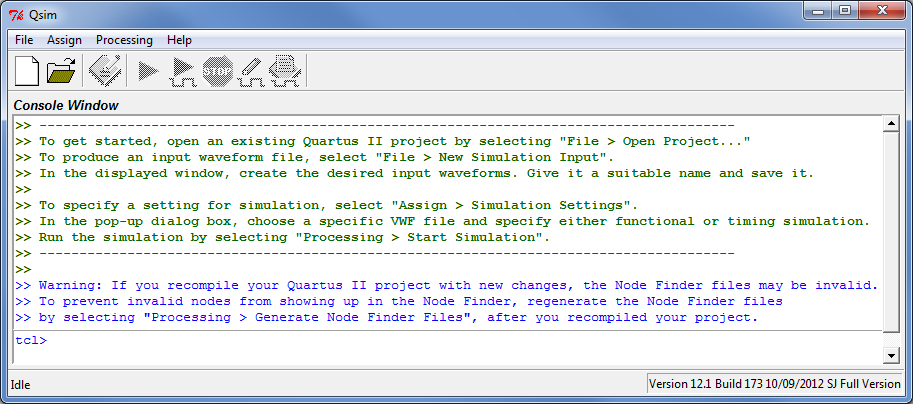 Qsim
File Assign Processing Help
STOP
Console Window
>> ---------------------------------------------------------------------------------------
>> To get started, open an existing Quartus II project by selecting "File > Open Project..."
>> To produce an input waveform file, select "File > New Simulation Input".
>> In the displayed window, create the desired input waveforms. Give it a suitable name and save it.
>>
>> To specify a setting for simulation, select "Assign > Simulation Settings".
>> In the pop-up dialog box, choose a specific VWF file and specify either functional or timing simulation.
>> Run the simulation by selecting "Processing > Start Simulation".
>> ---------------------------------------------------------------------------------------
>>
>> Warning: If you recompile your Quartus II project with new changes, the Node Finder files may be invalid.
>> To prevent invalid nodes from showing up in the Node Finder, regenerate the Node Finder files
>> by selecting "Processing > Generate Node Finder Files", after you recompiled your project.
tcl>
Idle
Version 12.1 Build 173 10/09/2012 SJ Full Version